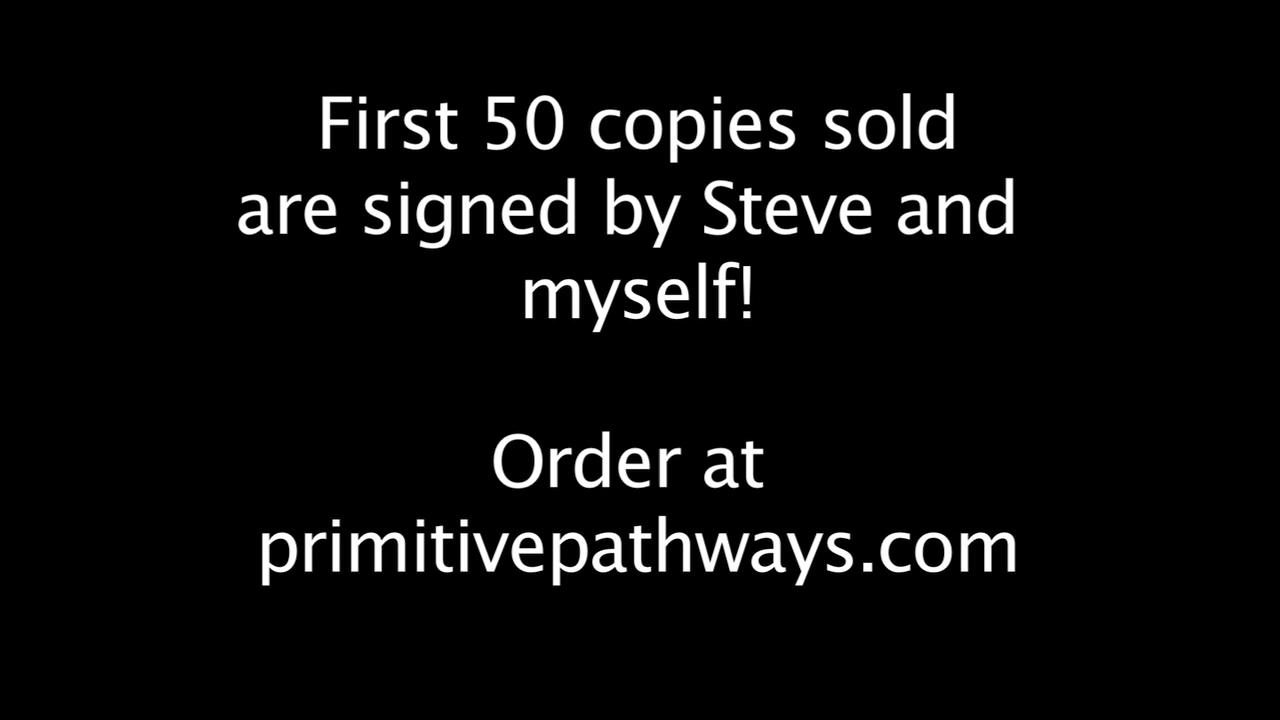 First 50 copies sold
are signed by Steve and
myself!
Order at
primitivepathways.com